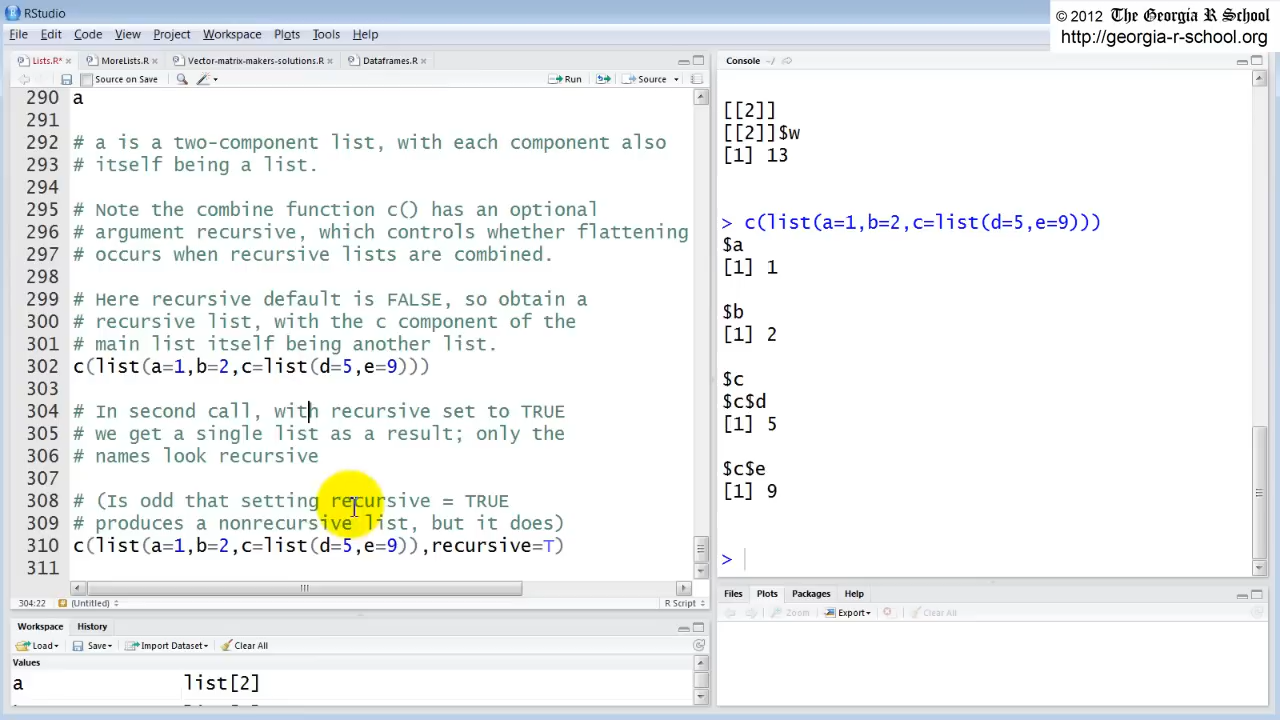 RStudio
© 2012 The Georgia R School
http://georgia-r-school.org
File Edit Code View Project Workspace Plots Tools Help
Lists.R* × MoreLists.R × Vector-matrix-makers-solutions.R × Dataframes.R ×
Source on Save Run Source
290 a
291
292 # a is a two-component list, with each component also
293 # itself being a list.
294
295 # Note the combine function c() has an optional
296 # argument recursive, which controls whether flattening
297 # occurs when recursive lists are combined.
298
299 # Here recursive default is FALSE, so obtain a
300 # recursive list, with the c component of the
301 # main list itself being another list.
302 c(list(a=1,b=2,c=list(d=5,e=9)))
303
304 # In second call, with recursive set to TRUE
305 # we get a single list as a result; only the
306 # names look recursive
307
308 # (Is odd that setting recursive = TRUE
309 # produces a nonrecursive list, but it does)
310 c(list(a=1,b=2,c=list(d=5,e=9)),recursive=T)
311
304:22 (Untitled) R Script
Workspace History
Load Save Import Dataset Clear All
Values
a list[2]
Console ~/
[[2]]
[[2]]$w
[1] 13
> c(list(a=1,b=2,c=list(d=5,e=9)))
$a
[1] 1
$b
[1] 2
$c
$c$d
[1] 5
$c$e
[1] 9
>
Files Plots Packages Help
Zoom Export Clear All